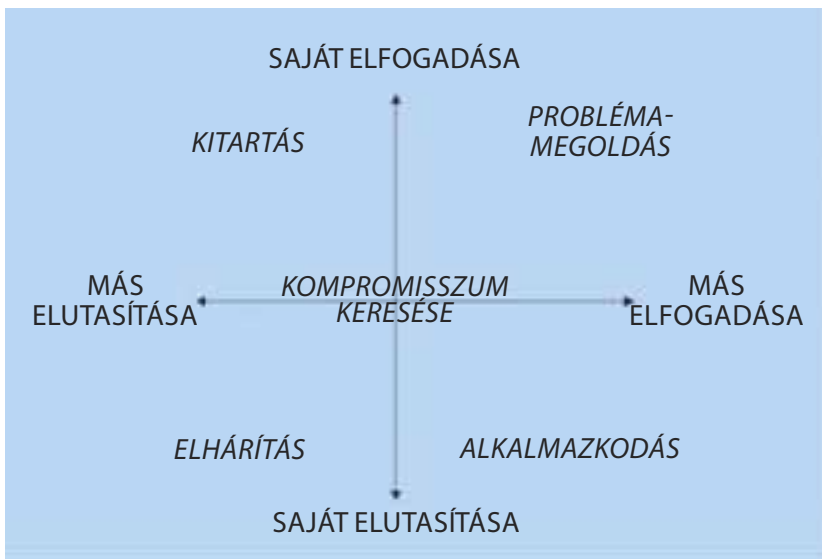 SAJÁT ELFOGADÁSA
KITARTÁS
PROBLÉMA-
MEGOLDÁS
MÁS
ELUTASÍTÁSA
KOMPROMISSZUM
KERESÉSE
MÁS
ELFOGADÁSA
ELHÁRÍTÁS
ALKALMAZKODÁS
SAJÁT ELUTASÍTÁSA